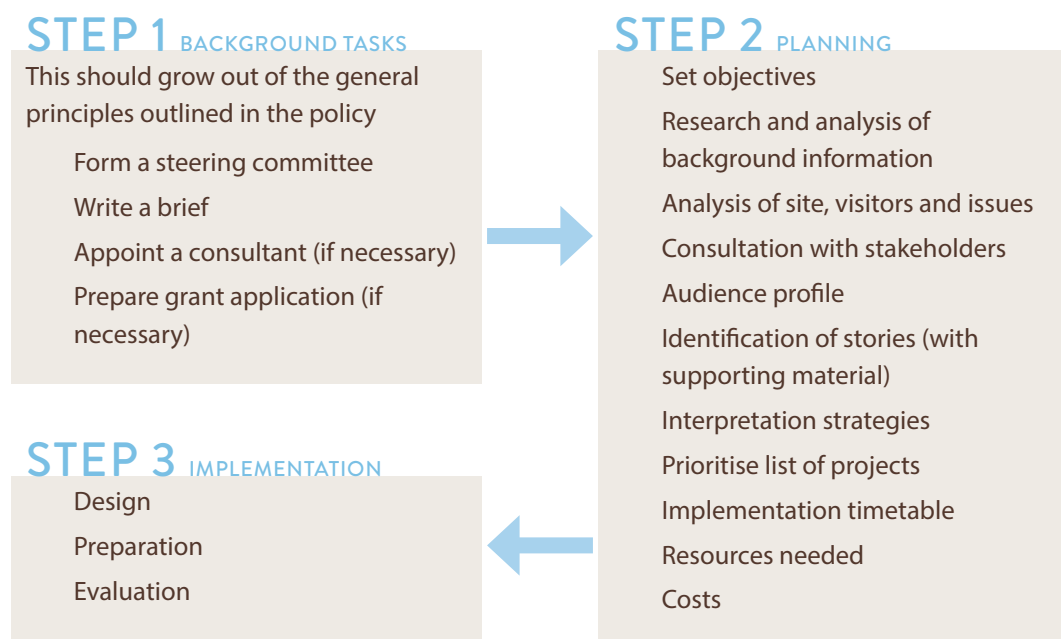 STEP 1 BACKGROUND TASKS
This should grow out of the general
principles outlined in the policy
Form a steering committee
Write a brief
Appoint a consultant (if necessary)
Prepare grant application (if
necessary)
STEP 2 PLANNING
Set objectives
Research and analysis of
background information
Analysis of site, visitors and issues
Consultation with stakeholders
Audience profile
Identification of stories (with
supporting material)
Interpretation strategies
Prioritise list of projects
Implementation timetable
Resources needed
Costs
STEP 3 IMPLEMENTATION
Design
Preparation
Evaluation